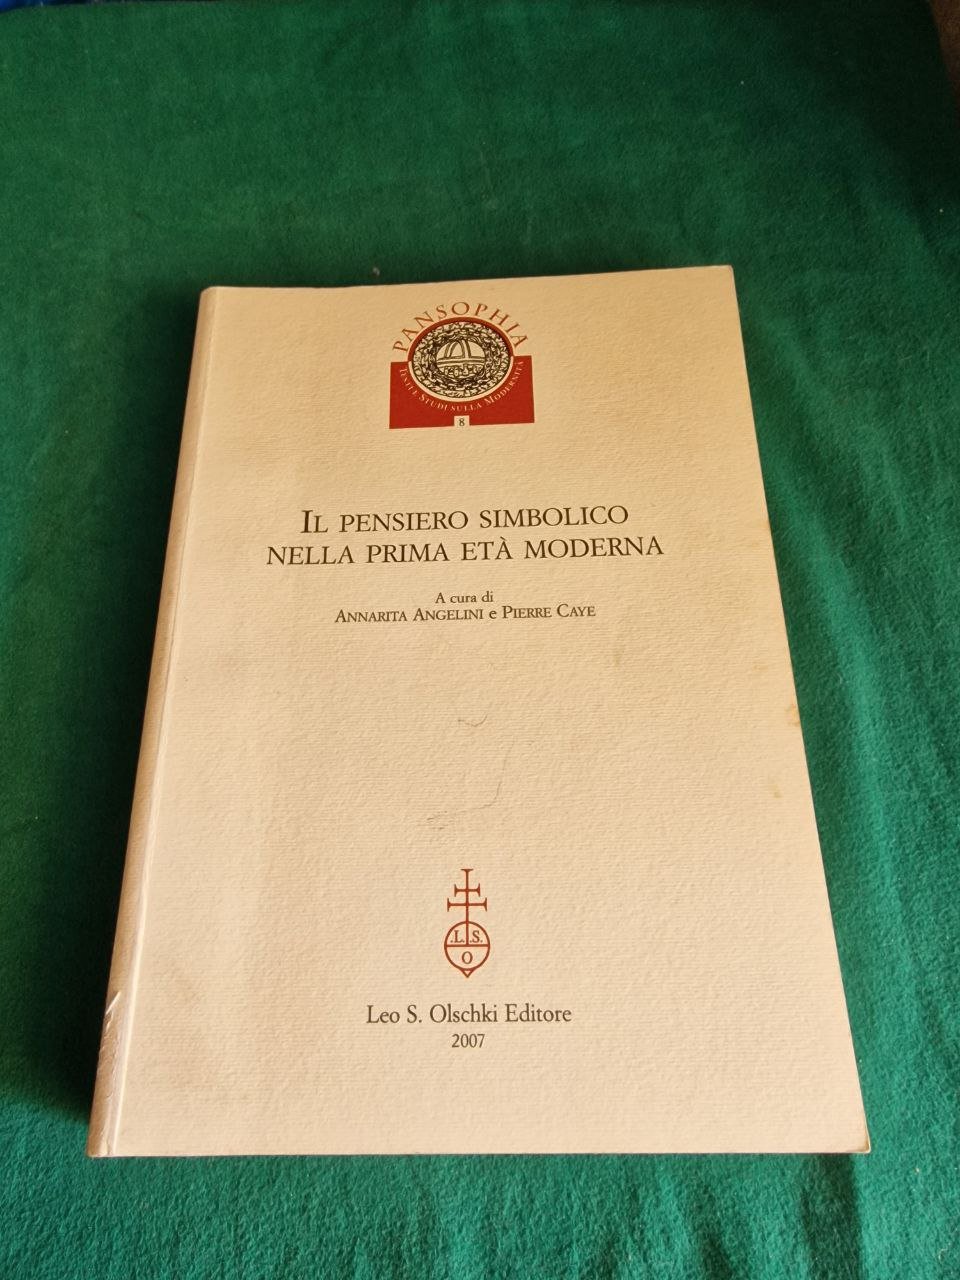 PANSOPHIA
TESTI E STUDI SULLA MODERNITÀ
8
IL PENSIERO SIMBOLICO
NELLA PRIMA ETÀ MODERNA
A cura di
ANNARITA ANGELINI e PIERRE CAYE
.L.S.
O
Leo S. Olschki Editore
2007